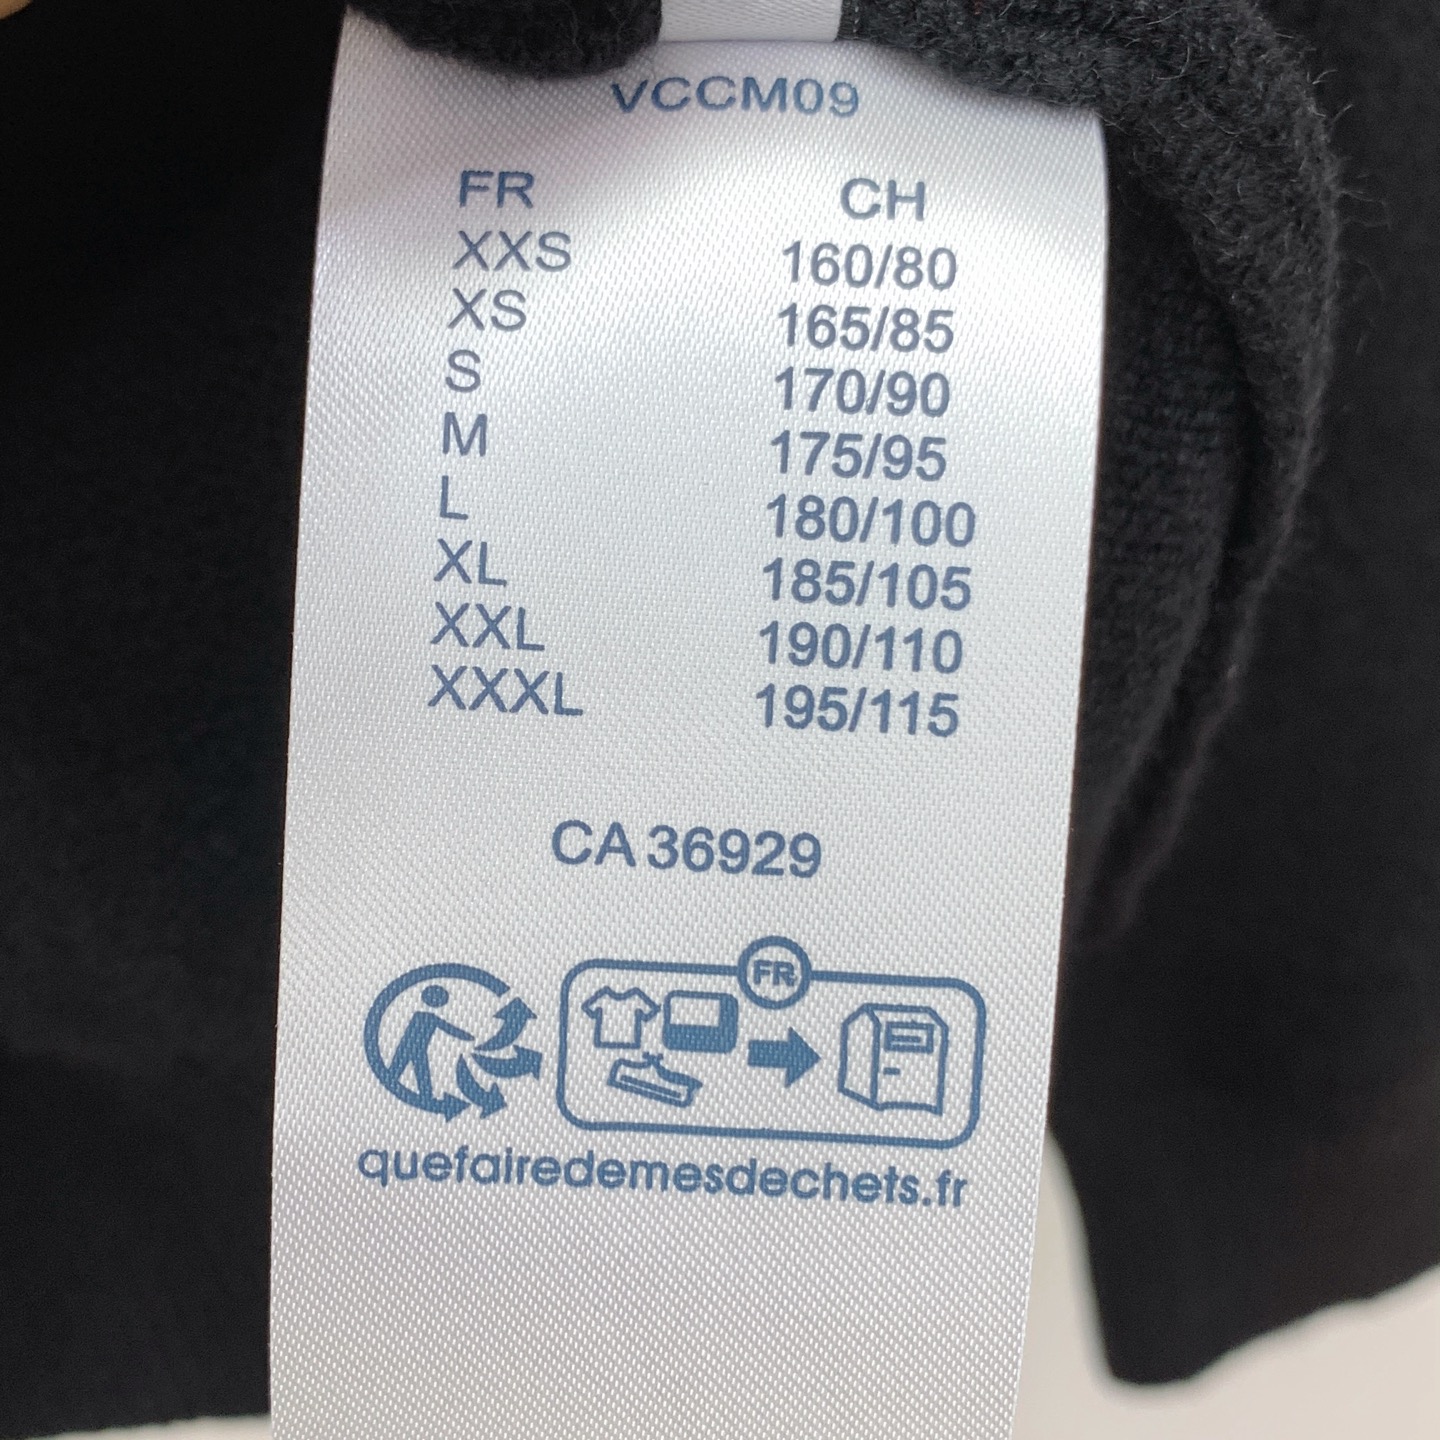 VCCM09
FR CH
XXS 160/80
XS 165/85
S 170/90
M 175/95
L 180/100
XL 185/105
XXL 190/110
XXXL 195/115
CA 36929
FR
quefairedemesdechets.fr